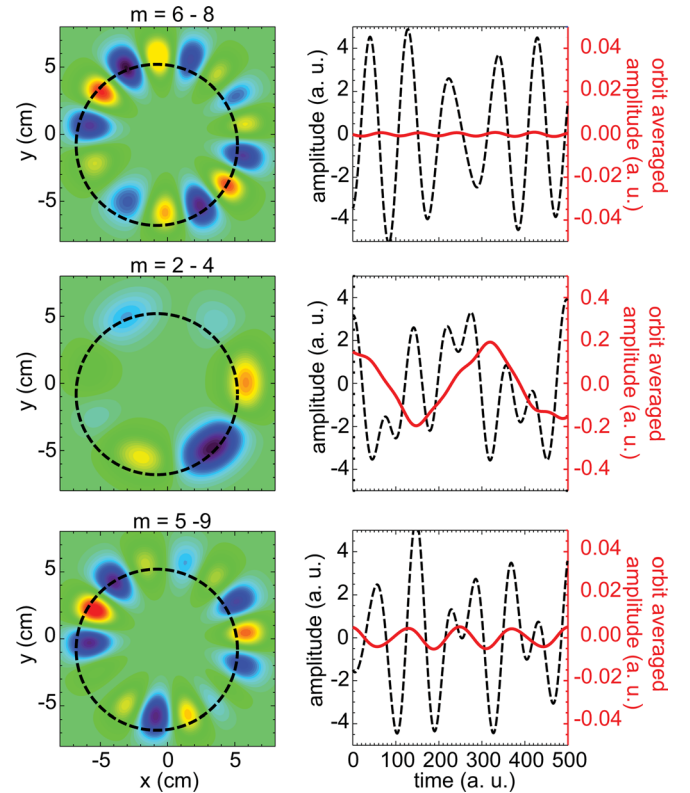 m = 6 - 8
y (cm)
5
0
-5
amplitude (a. u.)
4
2
0
-2
-4
0.04
0.02
0.00
-0.02
-0.04
orbit averaged
amplitude (a. u.)
m = 2 - 4
y (cm)
5
0
-5
amplitude (a. u.)
4
2
0
-2
-4
0.4
0.2
0.0
-0.2
-0.4
orbit averaged
amplitude (a. u.)
m = 5 -9
y (cm)
5
0
-5
-5
0
5
x (cm)
amplitude (a. u.)
4
2
0
-2
-4
0.04
0.02
0.00
-0.02
-0.04
orbit averaged
amplitude (a. u.)
0 100 200 300 400 500
time (a. u.)